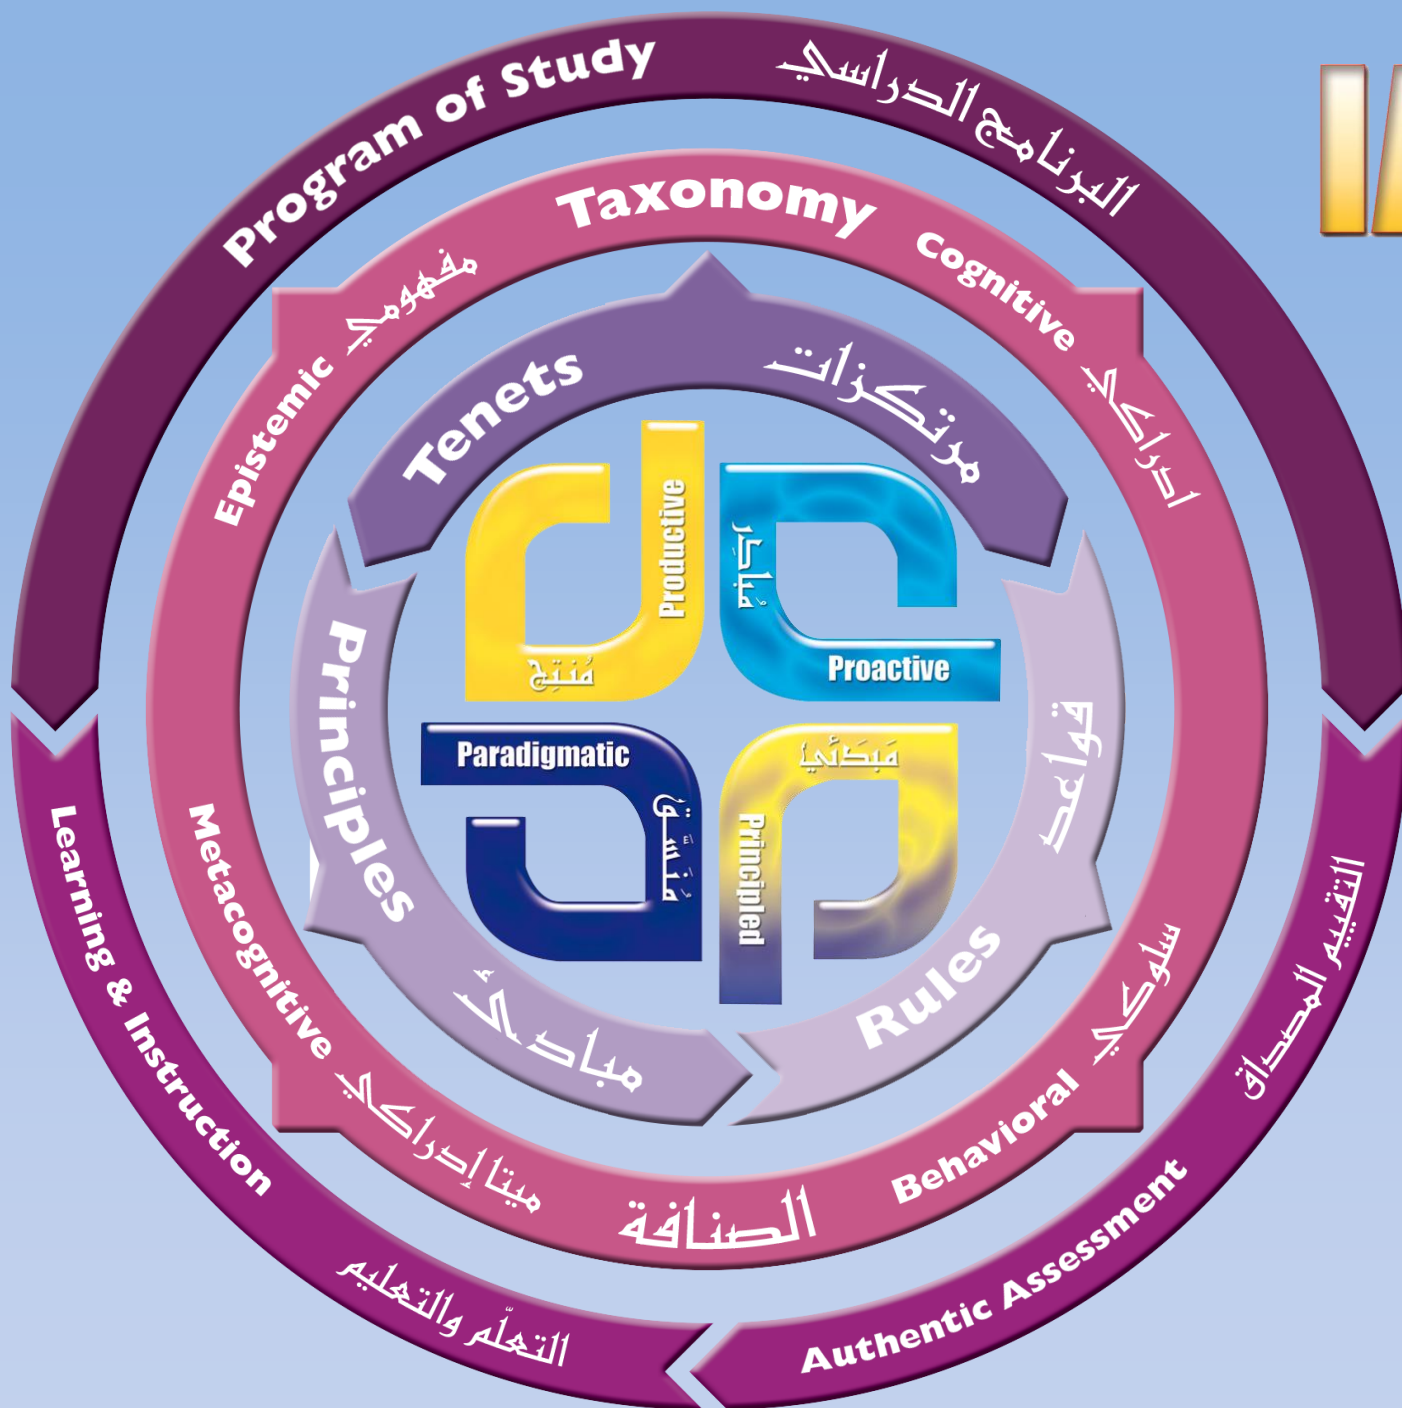 Program of Study
البرنامج الدراسي
Taxonomy
cognitive
ادراكي
Epistemic
مفهومي
Tenets
مرتكزات
Productive
مُنتِج
مُبادِر
Proactive
Paradigmatic
مُنَسَّق
مَبدَئي
Principled
Principles
مبادئ
قواعد
Rules
Metacognitive
ميتا إدراكي
الصنافة
Behavioral
سلوكي
Learning & Instruction
التعلّم والتعليم
Authentic Assessment
التقييم المصداق